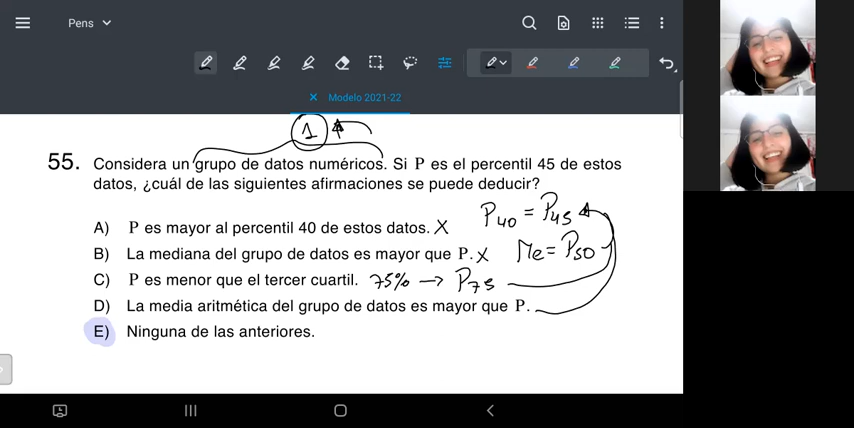 Pens
Modelo 2021-22
1
55. Considera un grupo de datos numéricos. Si P es el percentil 45 de estos
datos, ¿cuál de las siguientes afirmaciones se puede deducir?
A) P es mayor al percentil 40 de estos datos. X P40 = P45
B) La mediana del grupo de datos es mayor que P. X Me = P50
C) P es menor que el tercer cuartil. 75% → P75
D) La media aritmética del grupo de datos es mayor que P.
E) Ninguna de las anteriores.